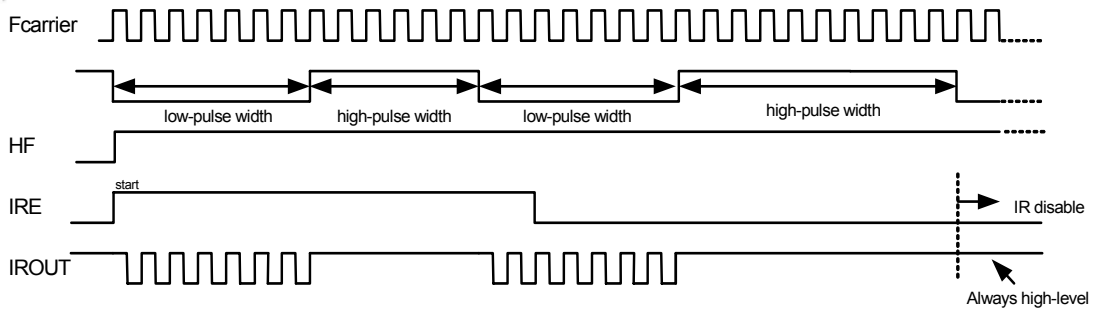 Fcarrier
low-pulse width
high-pulse width
low-pulse width
high-pulse width
HF
start
IRE
IR disable
IROUT
Always high-level